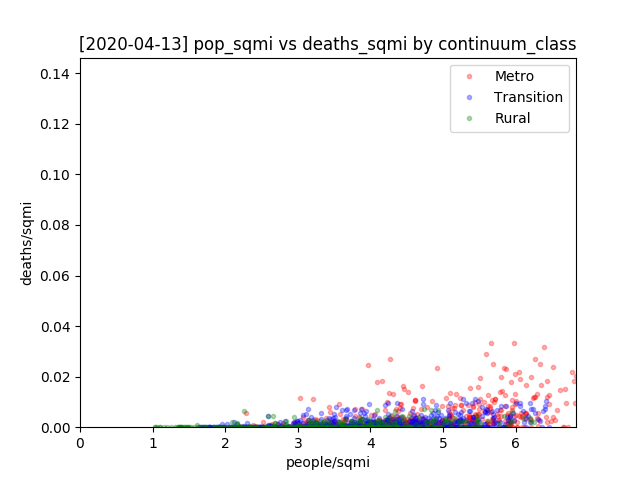 [2020-04-13] pop_sqmi vs deaths_sqmi by continuum_class
Metro
Transition
Rural
deaths/sqmi
0.14
0.12
0.10
0.08
0.06
0.04
0.02
0.00
0 1 2 3 4 5 6
people/sqmi